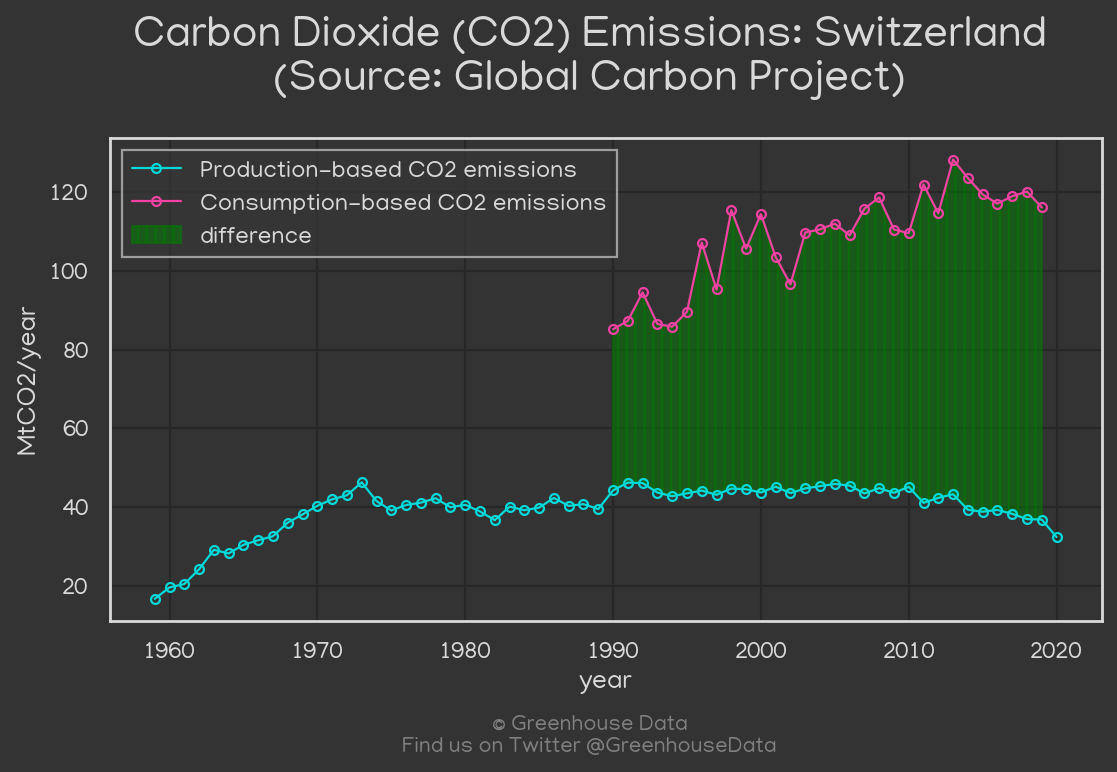 Carbon Dioxide (CO2) Emissions: Switzerland
(Source: Global Carbon Project)
Production-based CO2 emissions
Consumption-based CO2 emissions
difference
MtCO2/year
120
100
80
60
40
20
1960 1970 1980 1990 2000 2010 2020
year
© Greenhouse Data
Find us on Twitter @GreenhouseData